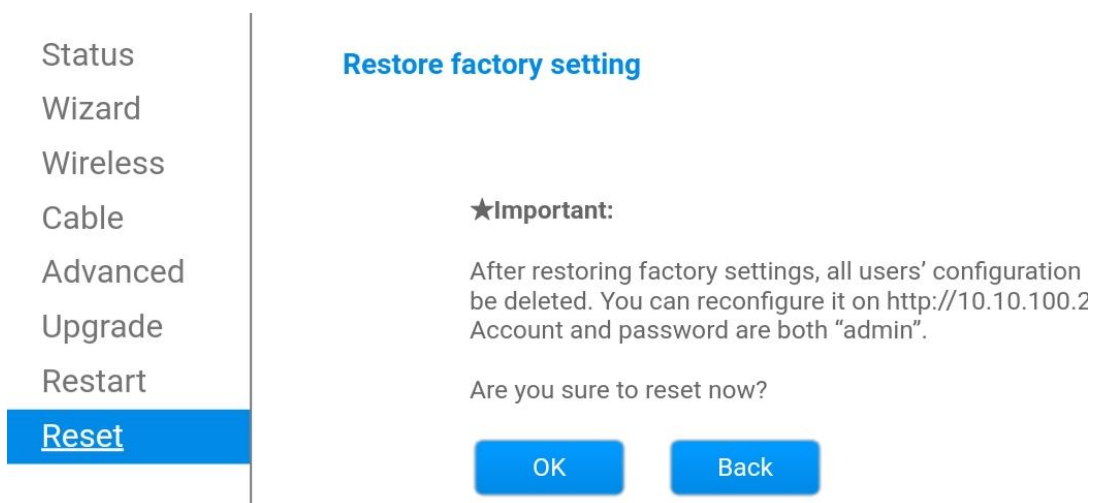 Status
Wizard
Wireless
Cable
Advanced
Upgrade
Restart
Reset
Restore factory setting
★Important:
After restoring factory settings, all users’ configuration
be deleted. You can reconfigure it on http://10.10.100.2
Account and password are both “admin”.
Are you sure to reset now?
OK
Back